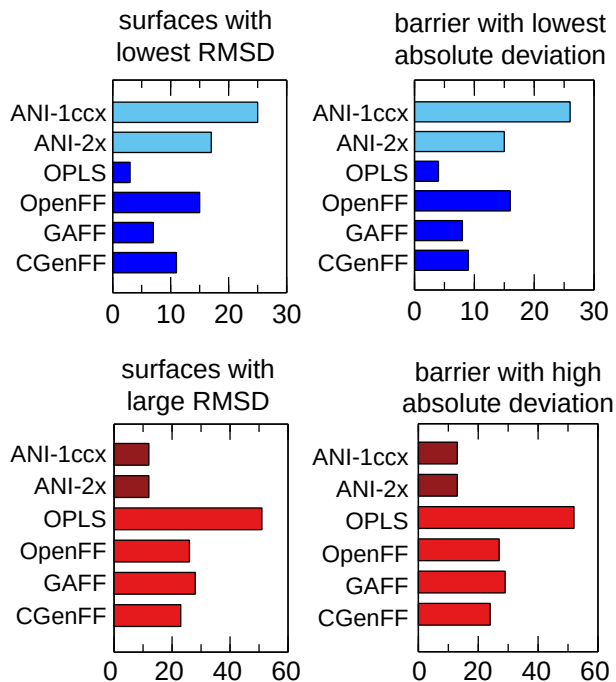 surfaces with
lowest RMSD
ANI-1ccx
ANI-2x
OPLS
OpenFF
GAFF
CGenFF
0 10 20 30
barrier with lowest
absolute deviation
ANI-1ccx
ANI-2x
OPLS
OpenFF
GAFF
CGenFF
0 10 20 30
surfaces with
large RMSD
ANI-1ccx
ANI-2x
OPLS
OpenFF
GAFF
CGenFF
0 20 40 60
barrier with high
absolute deviation
ANI-1ccx
ANI-2x
OPLS
OpenFF
GAFF
CGenFF
0 20 40 60